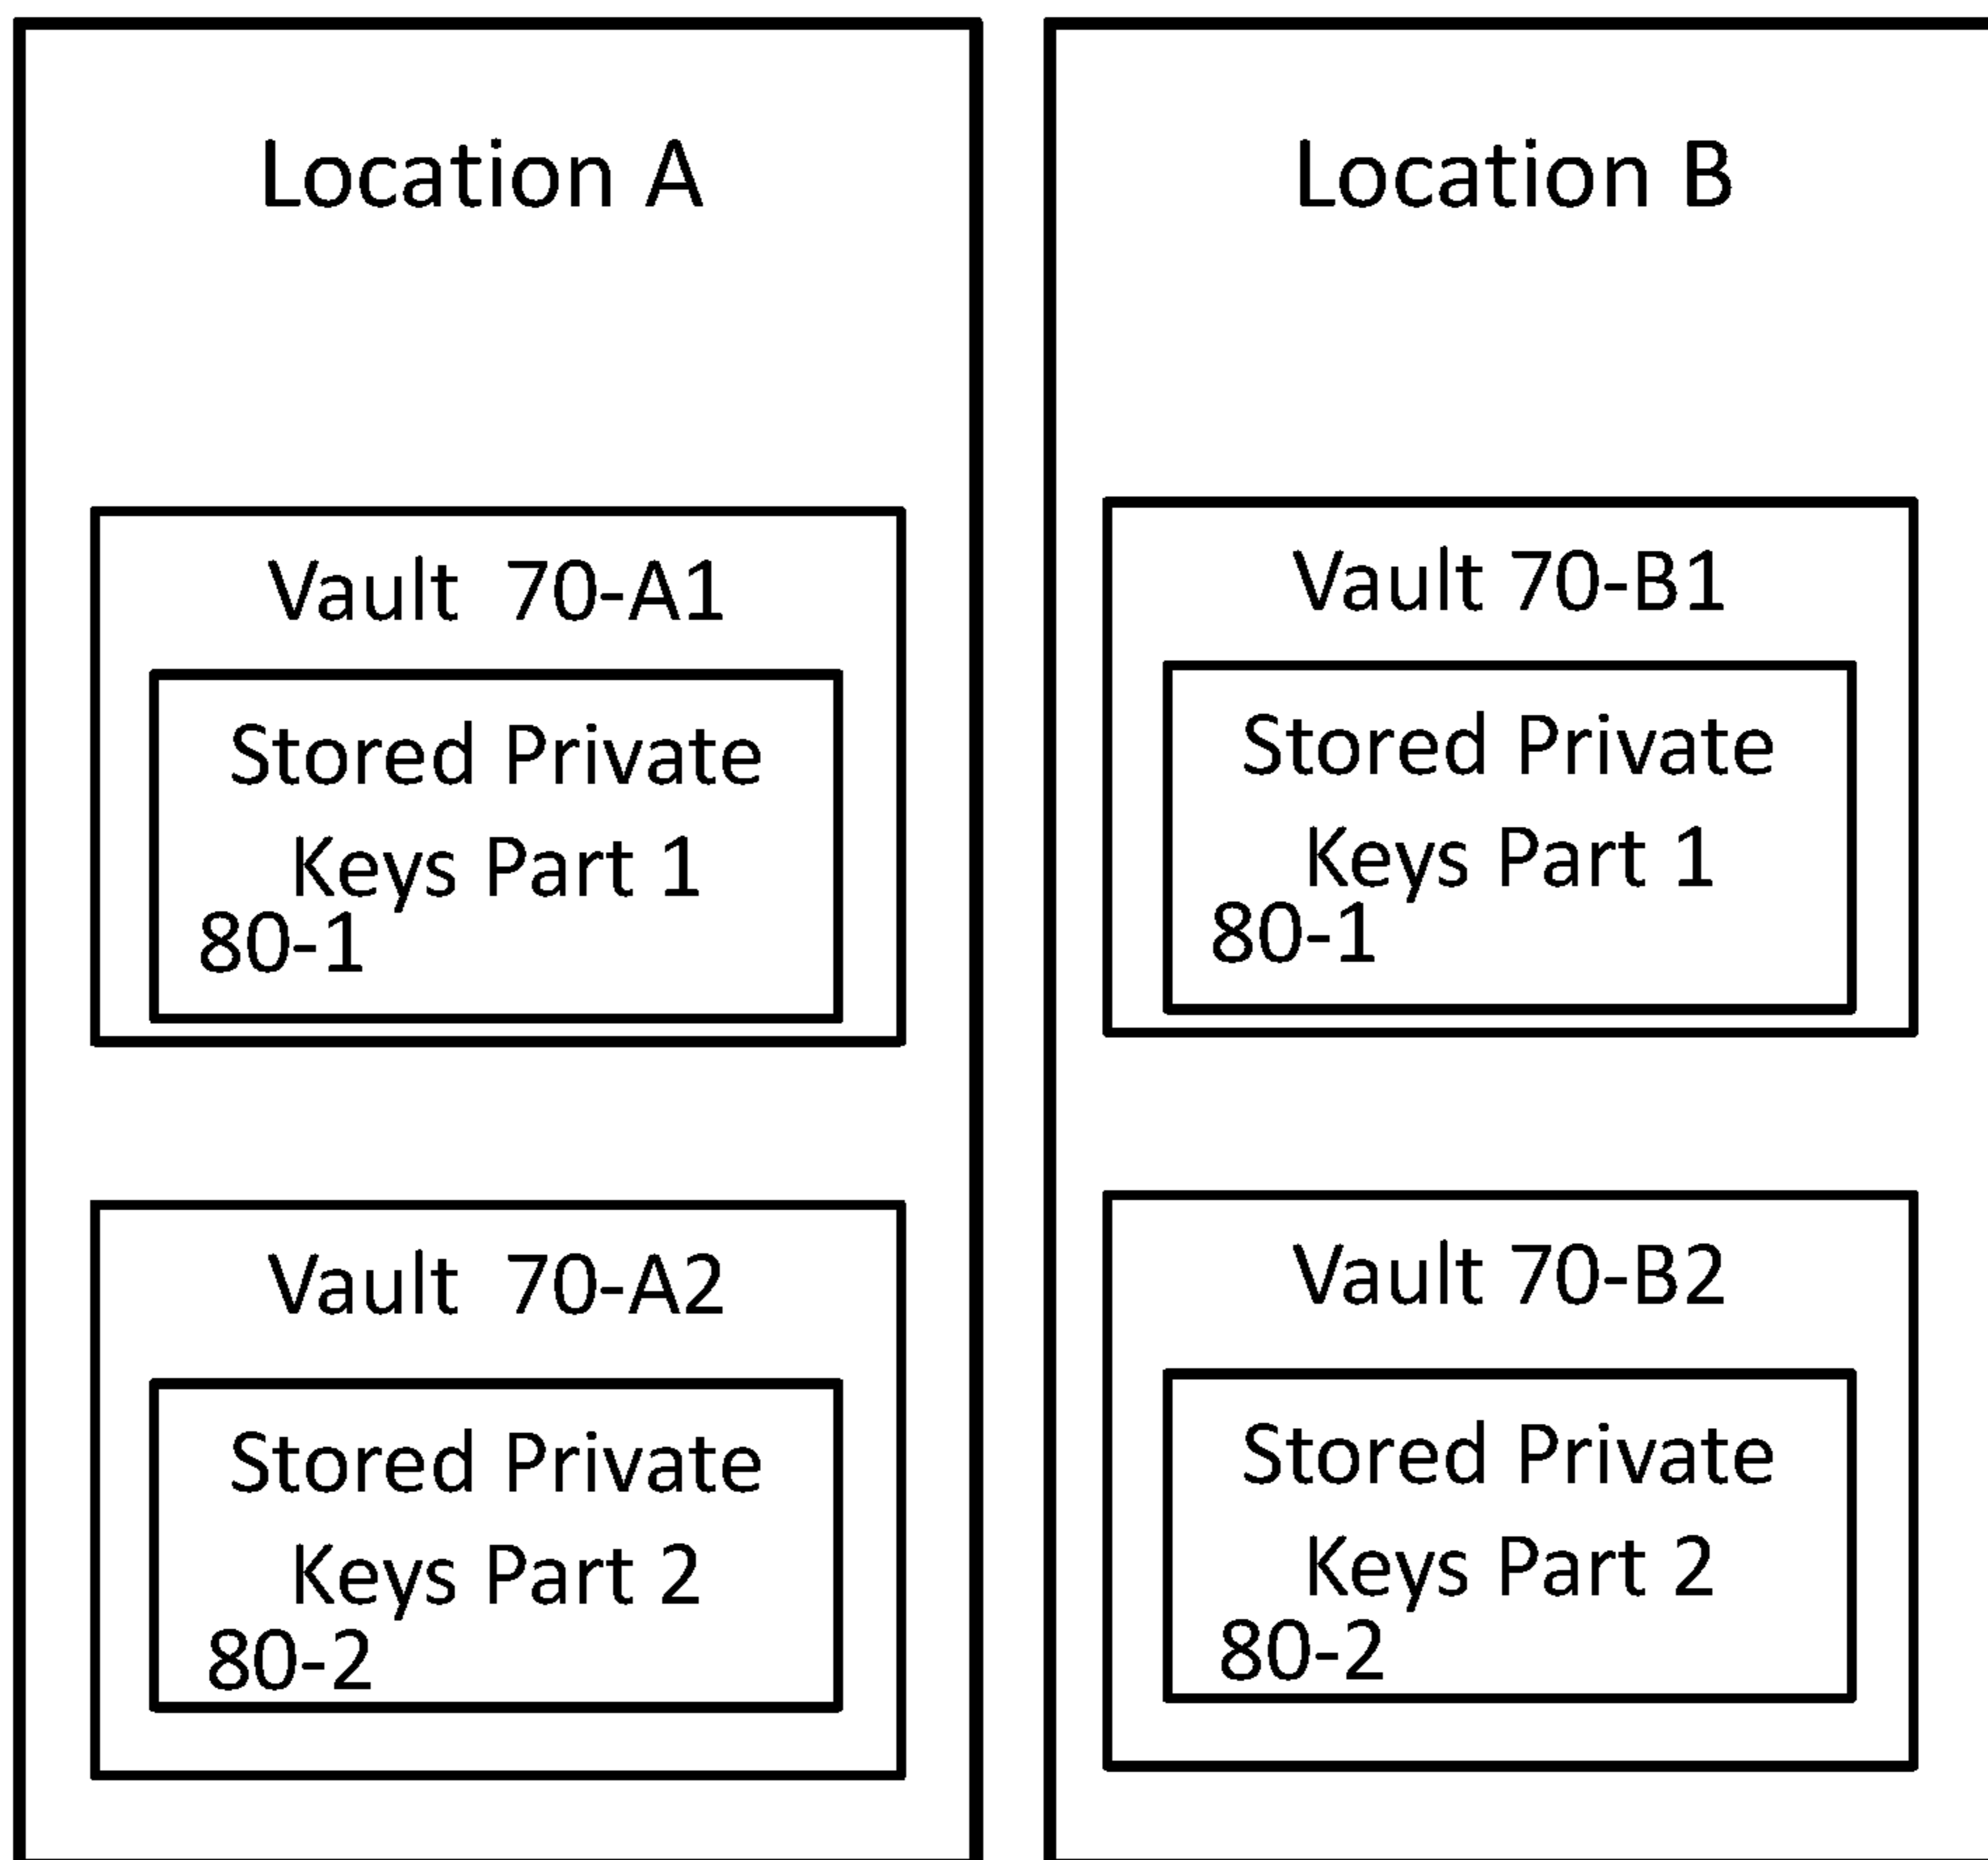 Location A
Vault 70-A1
Stored Private
Keys Part 1
80-1
Vault 70-A2
Stored Private
Keys Part 2
80-2
Location B
Vault 70-B1
Stored Private
Keys Part 1
80-1
Vault 70-B2
Stored Private
Keys Part 2
80-2